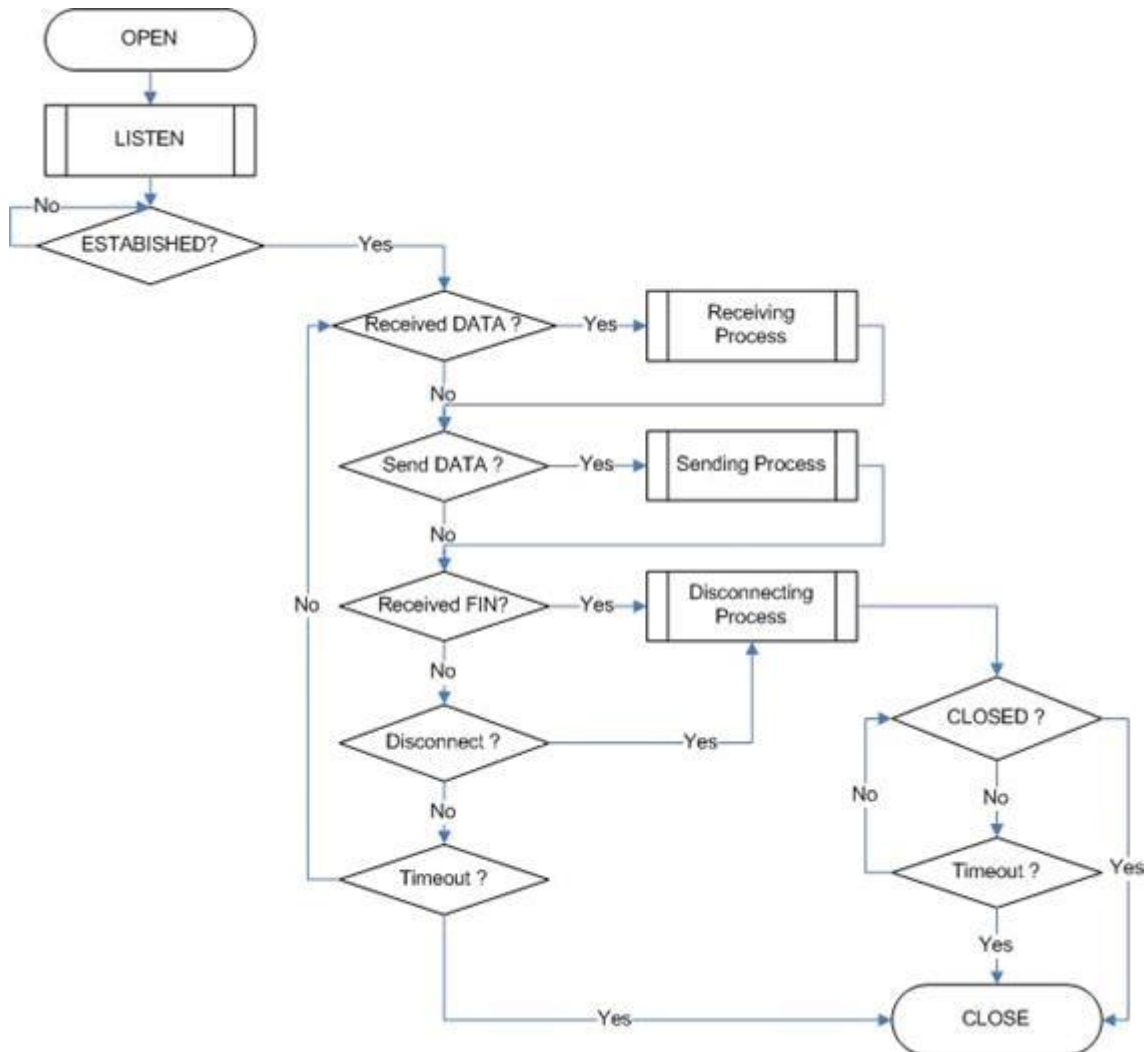 OPEN
LISTEN
No
ESTABISHED?
Yes
Received DATA ?
Yes
Receiving
Process
No
Send DATA ?
Yes
Sending Process
No
Received FIN?
Yes
Disconnecting
Process
No
No
Disconnect ?
Yes
CLOSED ?
No
No
No
Timeout ?
Timeout ?
Yes
Yes
Yes
CLOSE